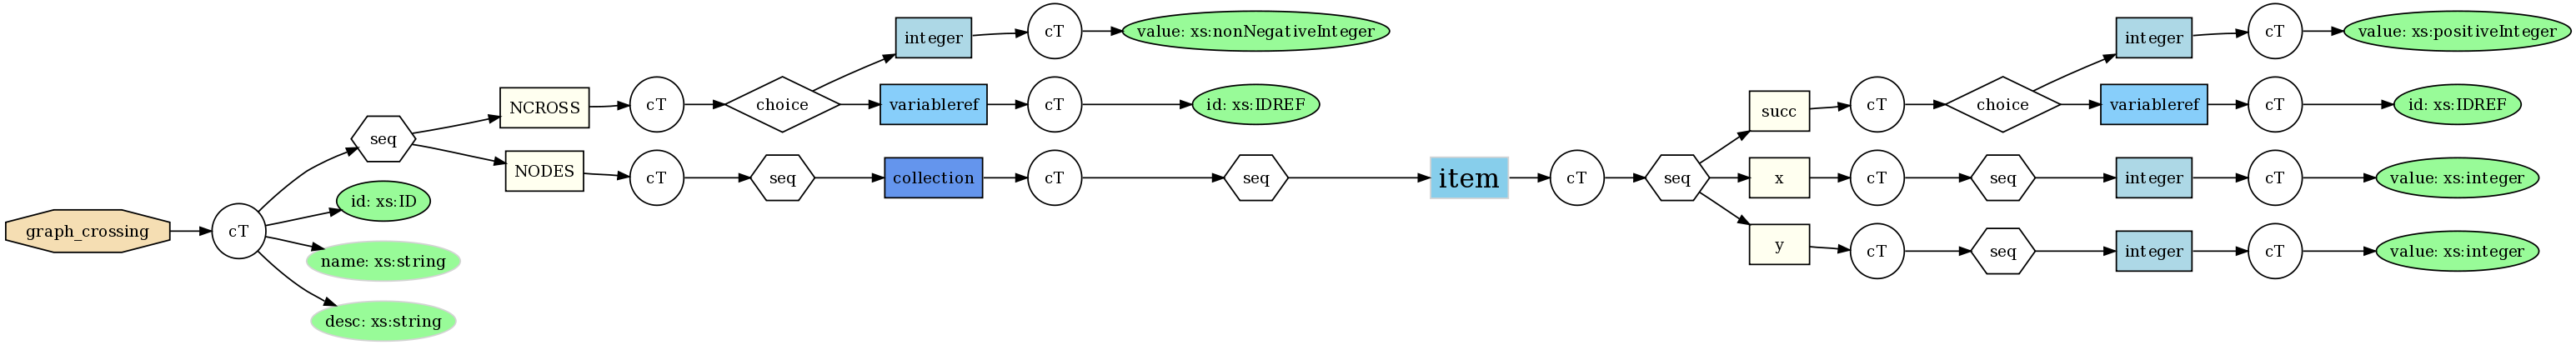 graph_crossing
cT
seq
id: xs:ID
name: xs:string
desc: xs:string
NCROSS
cT
choice
integer
cT
value: xs:nonNegativeInteger
variableref
cT
id: xs:IDREF
NODES
cT
seq
collection
cT
seq
item
cT
seq
succ
cT
choice
integer
cT
value: xs:positiveInteger
variableref
cT
id: xs:IDREF
x
cT
seq
integer
cT
value: xs:integer
y
cT
seq
integer
cT
value: xs:integer